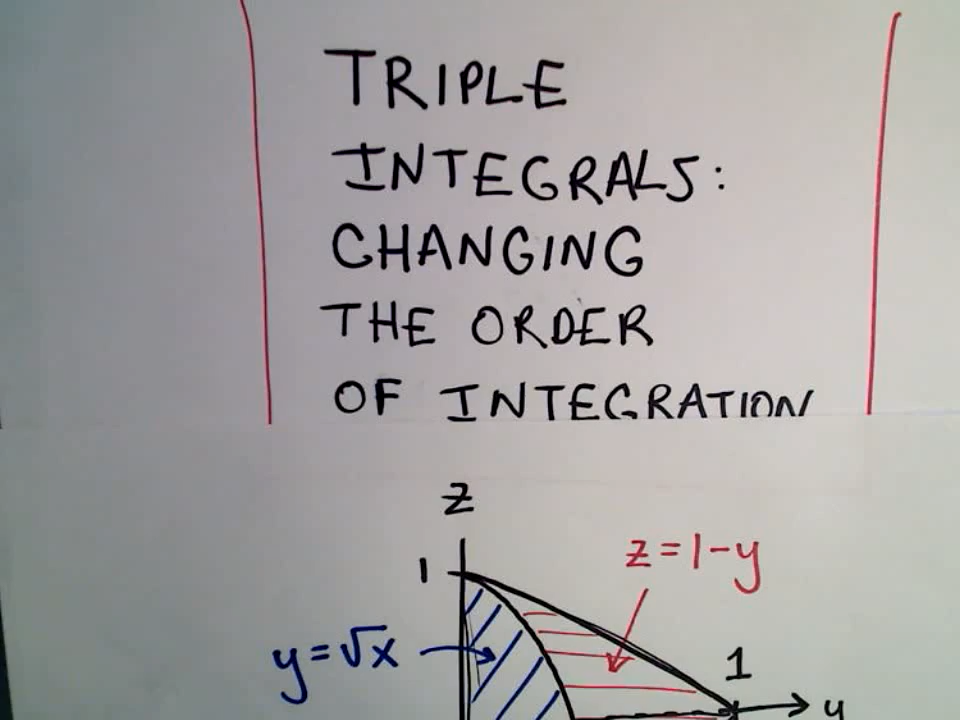 TRIPLE
INTEGRALS:
CHANGING
THE ORDER
OF INTEGRATION
z
1
z=1-y
y=√x
1
y